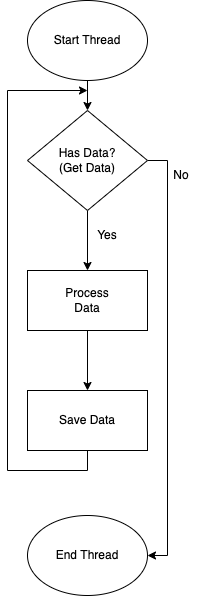 Start Thread
Has Data?
(Get Data)
No
Yes
Process
Data
Save Data
End Thread